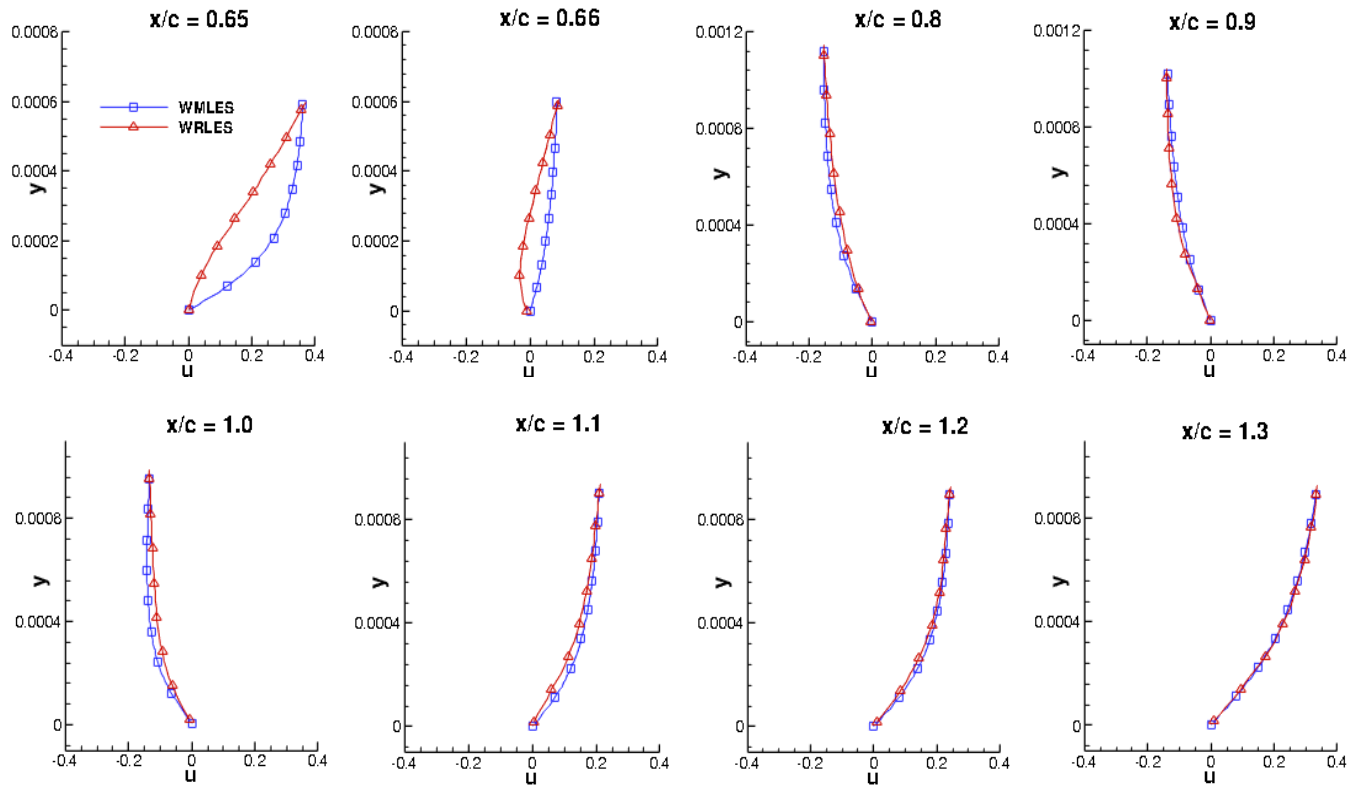 x/c = 0.65
0.0008
0.0006
0.0004
0.0002
0
y
-0.4 -0.2 0 0.2 0.4
u
WMLES
WRLES
x/c = 0.66
0.0008
0.0006
0.0004
0.0002
0
y
-0.4 -0.2 0 0.2 0.4
u
x/c = 0.8
0.0012
0.0008
0.0004
0
y
-0.4 -0.2 0 0.2 0.4
u
x/c = 0.9
0.0012
0.0008
0.0004
0
y
-0.4 -0.2 0 0.2 0.4
u
x/c = 1.0
0.0008
0.0004
0
y
-0.4 -0.2 0 0.2 0.4
u
x/c = 1.1
0.0008
0.0004
0
y
-0.4 -0.2 0 0.2 0.4
u
x/c = 1.2
0.0008
0.0004
0
y
-0.4 -0.2 0 0.2 0.4
u
x/c = 1.3
0.0008
0.0004
0
y
-0.4 -0.2 0 0.2 0.4
u